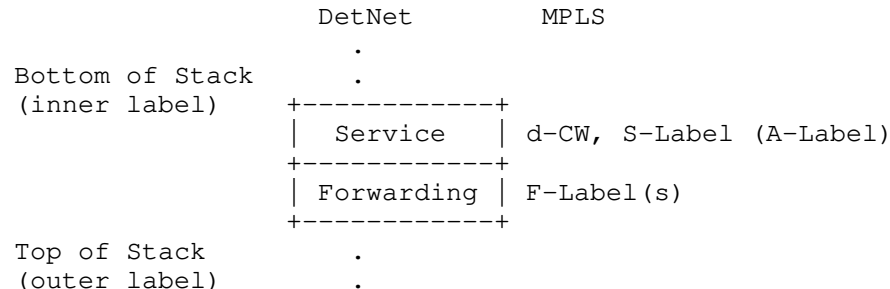 DetNet MPLS
.
Bottom of Stack .
(inner label) +------------+
| Service | d-CW, S-Label (A-Label)
+------------+
| Forwarding | F-Label(s)
+------------+
Top of Stack .
(outer label) .